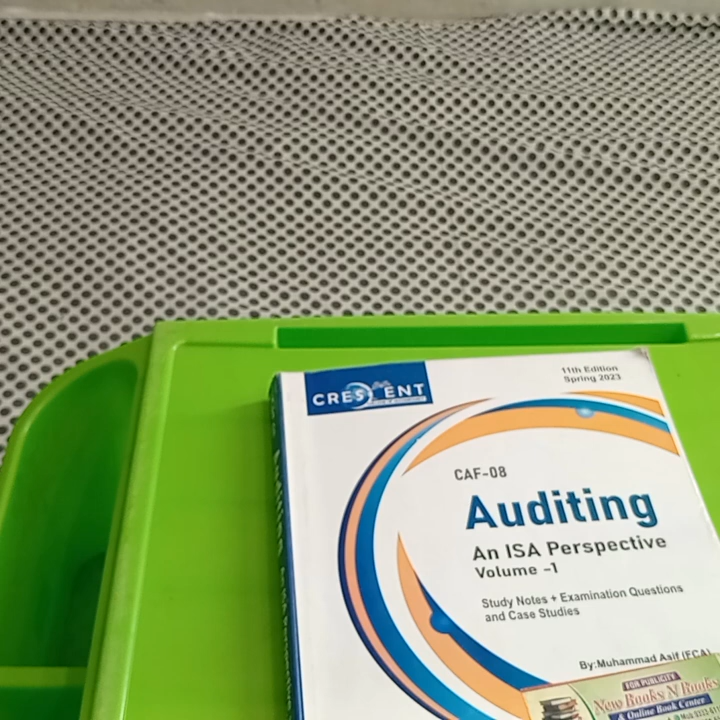 CRESCENT
11th Edition
Spring 2023
CAF-08
Auditing
An ISA Perspective
Volume -1
Study Notes + Examination Questions
and Case Studies
By:Muhammad Asif (FCA)
FOR PUBLICITY
New Books N Books
Online Book Center
Auditing